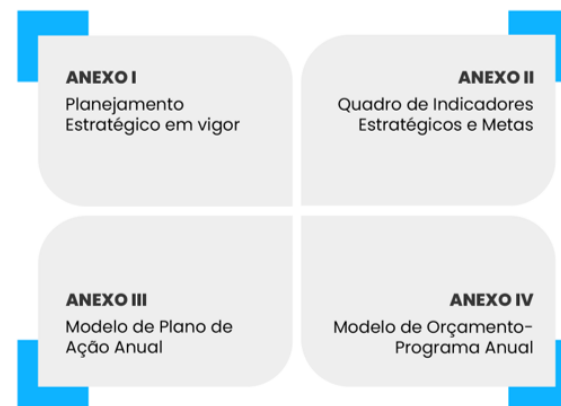 ANEXO I
Planejamento
Estratégico em vigor
ANEXO II
Quadro de Indicadores
Estratégicos e Metas
ANEXO III
Modelo de Plano de
Ação Anual
ANEXO IV
Modelo de Orçamento-
Programa Anual